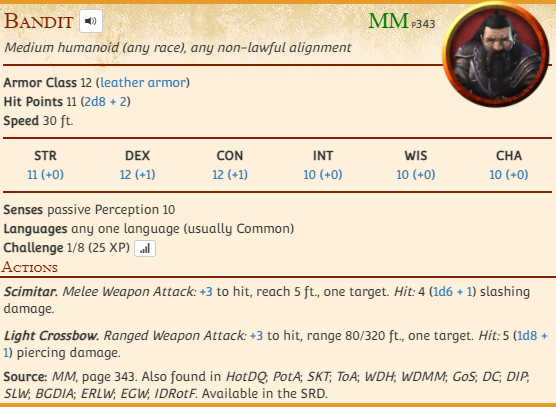 Bandit MM p343
Medium humanoid (any race), any non-lawful alignment
Armor Class 12 (leather armor)
Hit Points 11 (2d8 + 2)
Speed 30 ft.
STR DEX CON INT WIS CHA
11 (+0) 12 (+1) 12 (+1) 10 (+0) 10 (+0) 10 (+0)
Senses passive Perception 10
Languages any one language (usually Common)
Challenge 1/8 (25 XP)
Actions
Scimitar. Melee Weapon Attack: +3 to hit, reach 5 ft., one target. Hit: 4 (1d6 + 1) slashing
damage.
Light Crossbow. Ranged Weapon Attack: +3 to hit, range 80/320 ft., one target. Hit: 5 (1d8 +
1) piercing damage.
Source: MM, page 343. Also found in HotDQ; PotA; SKT; ToA; WDH; WDMM; GoS; DC; DIP;
SLW; BGDIA; ERLW; EGW; IDRotF. Available in the SRD.